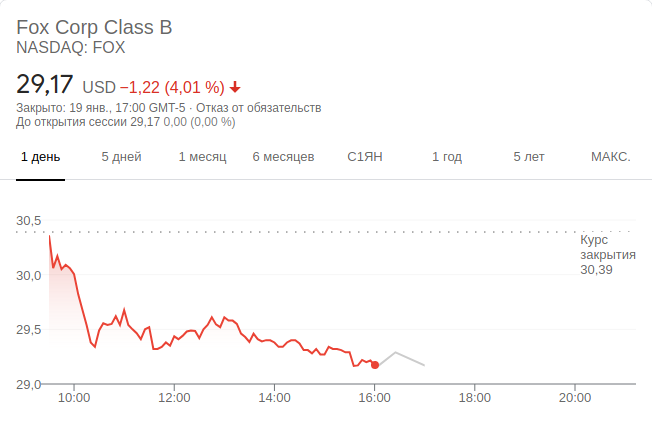 Fox Corp Class B
NASDAQ: FOX
29,17 USD −1,22 (4,01 %)
Закрыто: 19 янв., 17:00 GMT-5 · Отказ от обязательств
До открытия сессии 29,17 0,00 (0,00 %)
1 день 5 дней 1 месяц 6 месяцев С1ЯН 1 год 5 лет МАКС.
30,5
Курс
закрытия
30,39
30,0
29,5
29,0
10:00 12:00 14:00 16:00 18:00 20:00